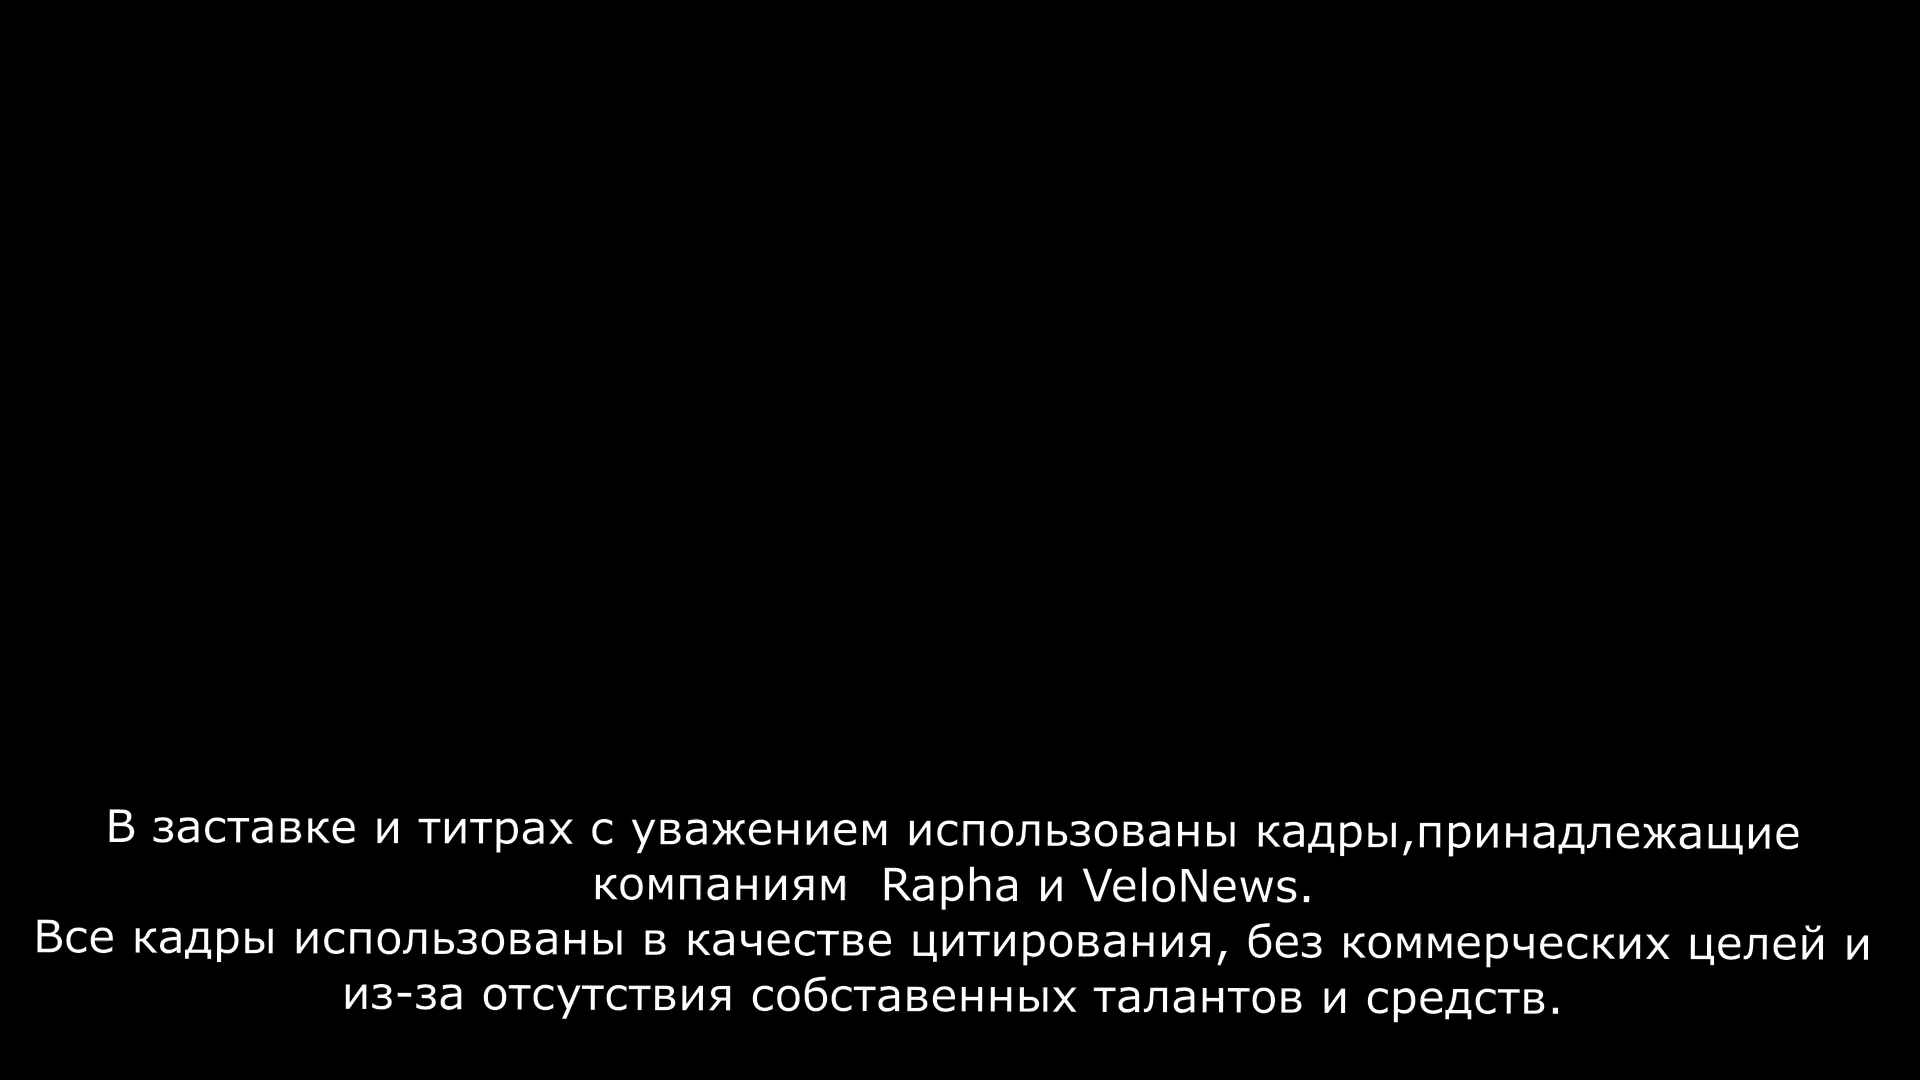 В заставке и титрах с уважением использованы кадры,принадлежащие
компаниям  Rapha и VeloNews.
Все кадры использованы в качестве цитирования, без коммерческих целей и
из-за отсутствия собставенных талантов и средств.